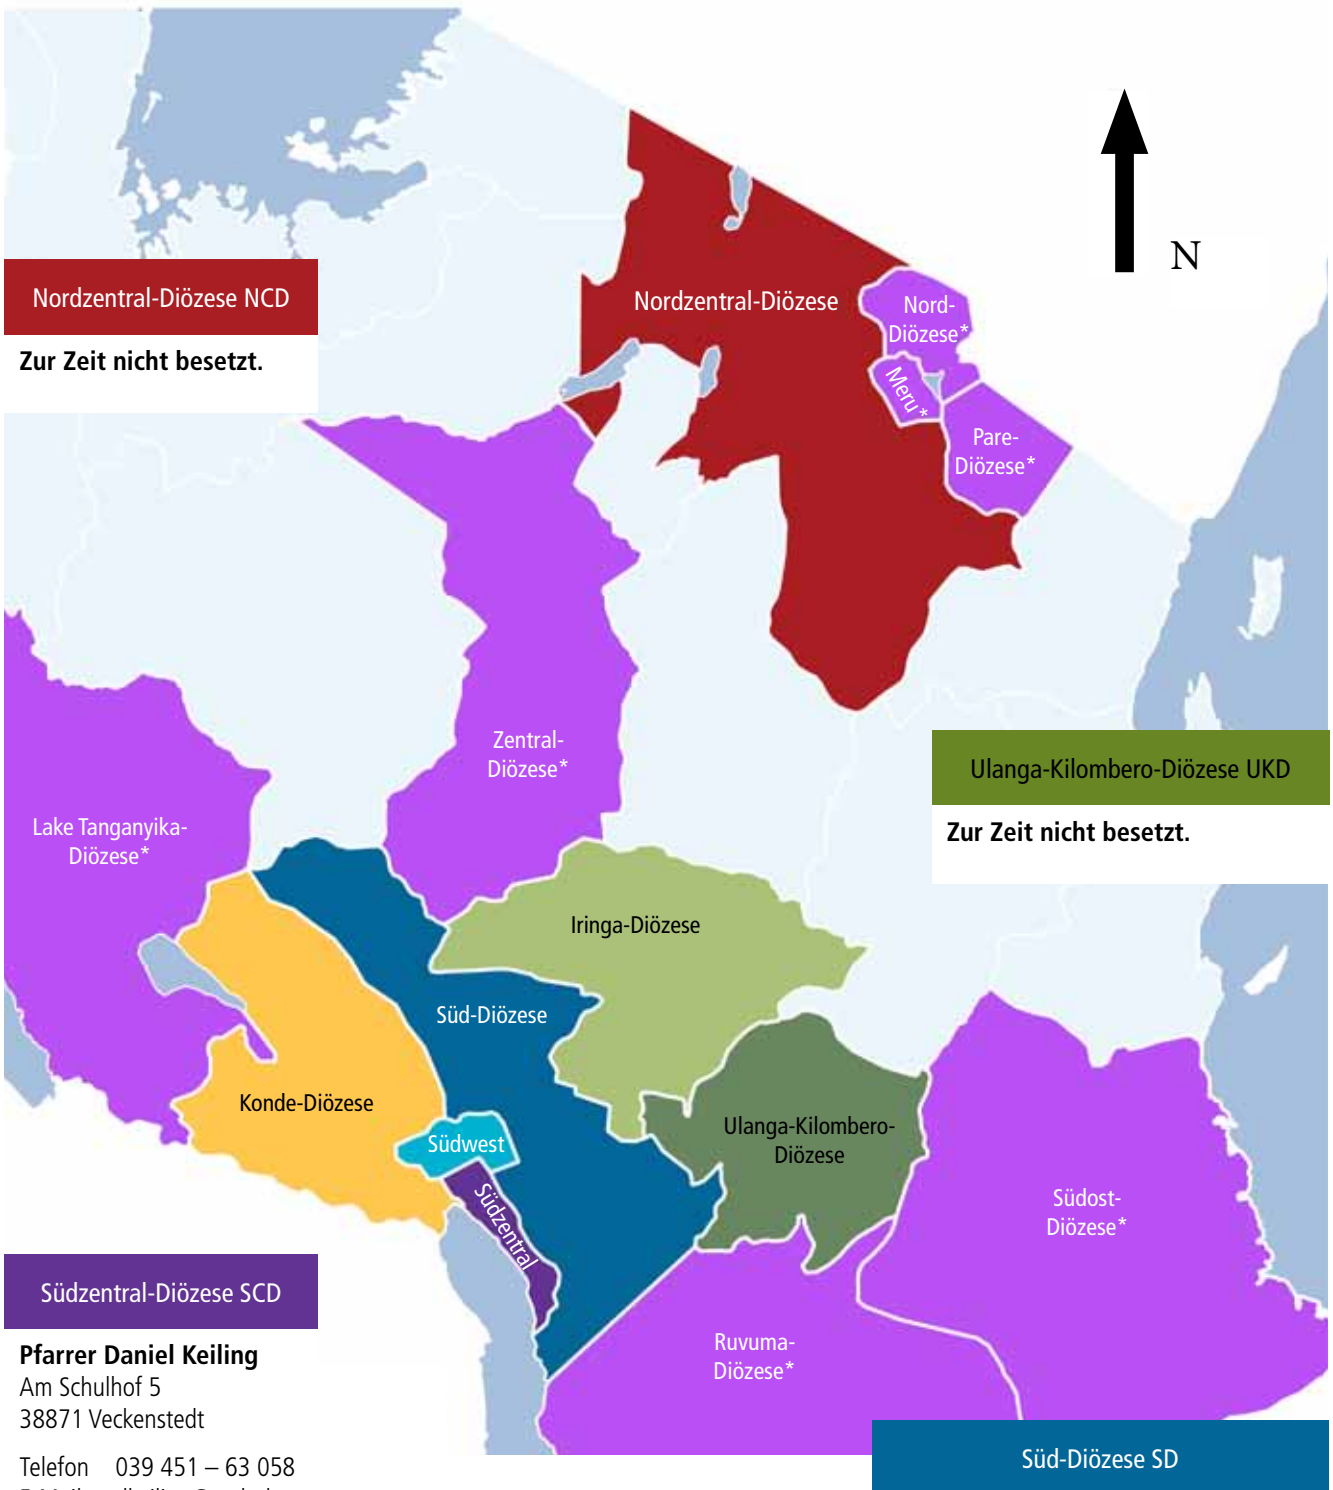 N
Nordzentral-Diözese NCD
Zur Zeit nicht besetzt.
Nordzentral-Diözese
Nord-
Diözese*
Meru*
Pare-
Diözese*
Zentral-
Diözese*
Ulanga-Kilombero-Diözese UKD
Zur Zeit nicht besetzt.
Lake Tanganyika-
Diözese*
Iringa-Diözese
Süd-Diözese
Konde-Diözese
Südwest
Südzentral
Ulanga-Kilombero-
Diözese
Südost-
Diözese*
Ruvuma-
Diözese*
Südzentral-Diözese SCD
Pfarrer Daniel Keiling
Am Schulhof 5
38871 Veckenstedt
Telefon 039 451 – 63 058
Süd-Diözese SD